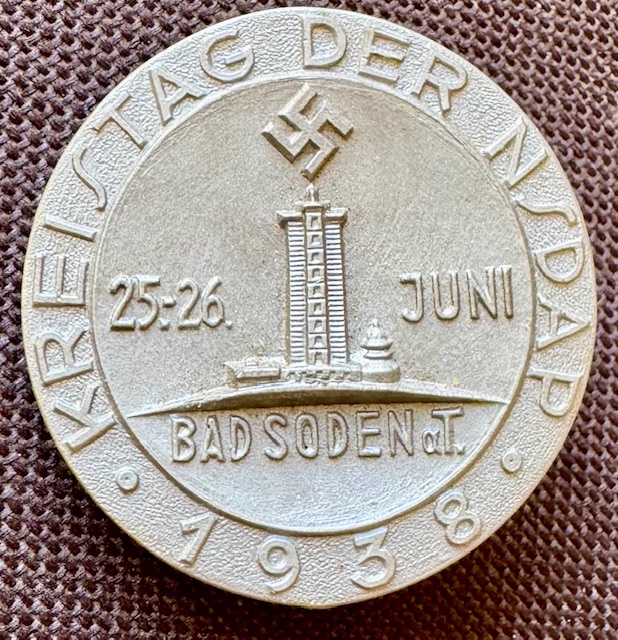 KREISTAG DER NSDAP
25.-26. JUNI
BAD SODEN a.T.
1938